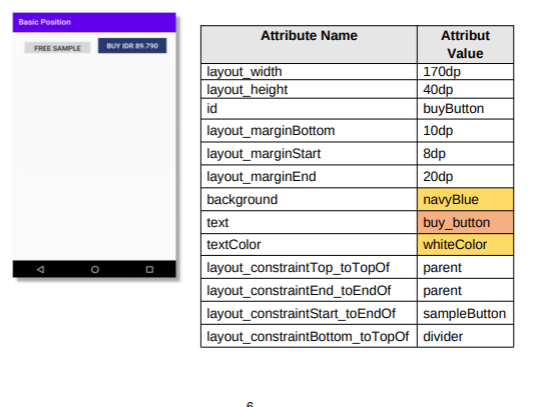 Basic Position
FREE SAMPLE
BUY IDR 89.790
Attribute Name Attribut Value
layout_width 170dp
layout_height 40dp
id buyButton
layout_marginBottom 10dp
layout_marginStart 8dp
layout_marginEnd 20dp
background navyBlue
text buy_button
textColor whiteColor
layout_constraintTop_toTopOf parent
layout_constraintEnd_toEndOf parent
layout_constraintStart_toEndOf sampleButton
layout_constraintBottom_toTopOf divider
6